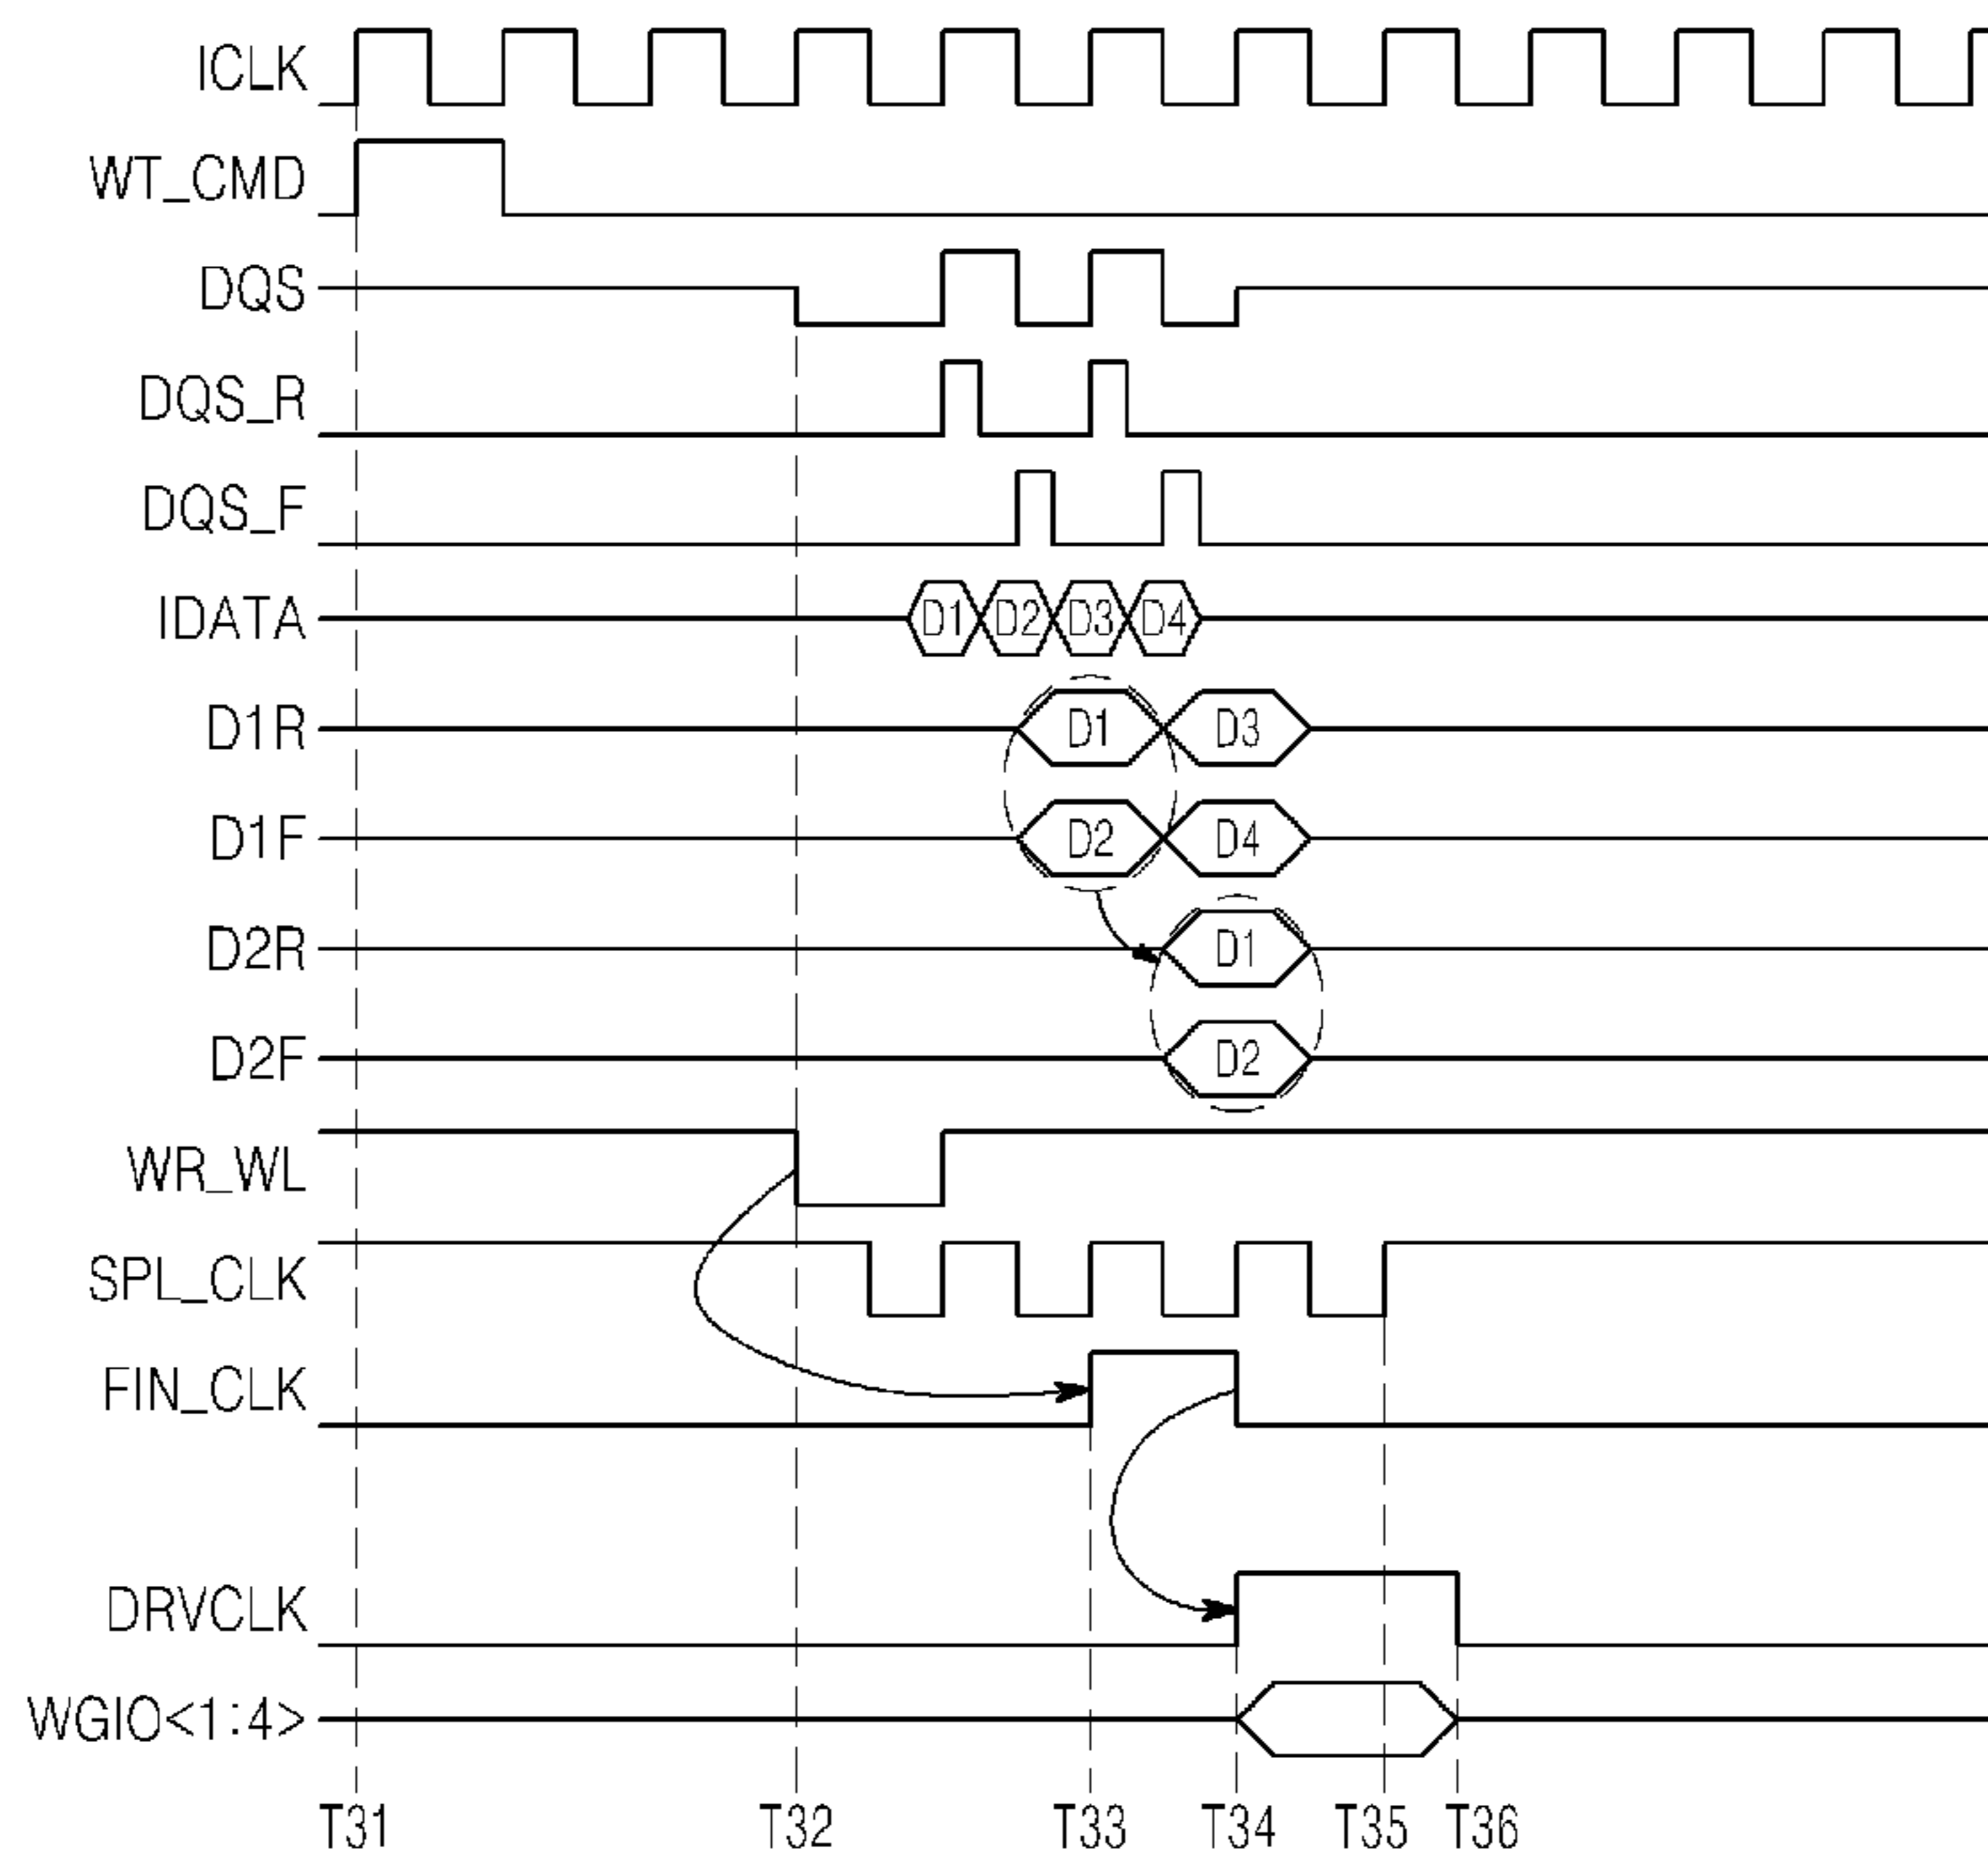 ICLK
WT_CMD
DQS
DQS_R
DQS_F
IDATA D1 D2 D3 D4
D1R D1 D3
D1F D2 D4
D2R D1
D2F D2
WR_WL
SPL_CLK
FIN_CLK
DRVCLK
WGIO<1:4>
T31 T32 T33 T34 T35 T36